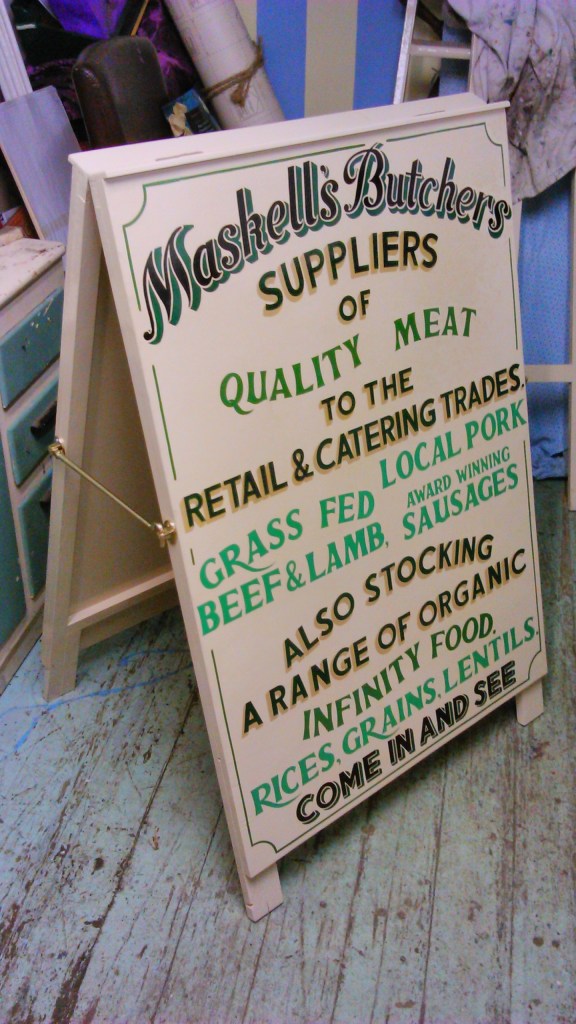 Maskell's Butchers
SUPPLIERS
OF
QUALITY MEAT
TO THE
RETAIL & CATERING TRADES.
GRASS FED
BEEF & LAMB,
LOCAL PORK
AWARD WINNING
SAUSAGES
ALSO STOCKING
A RANGE OF ORGANIC
INFINITY FOOD,
RICES, GRAINS, LENTILS.
COME IN AND SEE